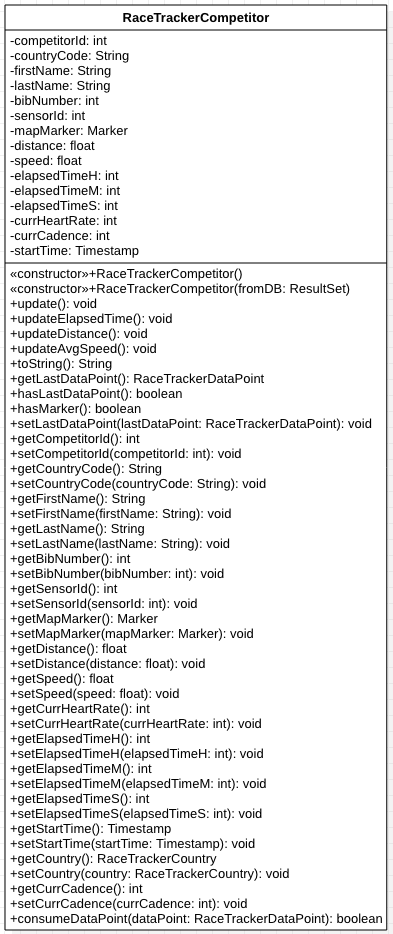 RaceTrackerCompetitor
-competitorId: int
-countryCode: String
-firstName: String
-lastName: String
-bibNumber: int
-sensorId: int
-mapMarker: Marker
-distance: float
-speed: float
-elapsedTimeH: int
-elapsedTimeM: int
-elapsedTimeS: int
-currHeartRate: int
-currCadence: int
-startTime: Timestamp
«constructor»+RaceTrackerCompetitor()
«constructor»+RaceTrackerCompetitor(fromDB: ResultSet)
+update(): void
+updateElapsedTime(): void
+updateDistance(): void
+updateAvgSpeed(): void
+toString(): String
+getLastDataPoint(): RaceTrackerDataPoint
+hasLastDataPoint(): boolean
+hasMarker(): boolean
+setLastDataPoint(lastDataPoint: RaceTrackerDataPoint): void
+getCompetitorId(): int
+setCompetitorId(competitorId: int): void
+getCountryCode(): String
+setCountryCode(countryCode: String): void
+getFirstName(): String
+setFirstName(firstName: String): void
+getLastName(): String
+setLastName(lastName: String): void
+getBibNumber(): int
+setBibNumber(bibNumber: int): void
+getSensorId(): int
+setSensorId(sensorId: int): void
+getMapMarker(): Marker
+setMapMarker(mapMarker: Marker): void
+getDistance(): float
+setDistance(distance: float): void
+getSpeed(): float
+setSpeed(speed: float): void
+getCurrHeartRate(): int
+setCurrHeartRate(currHeartRate: int): void
+getElapsedTimeH(): int
+setElapsedTimeH(elapsedTimeH: int): void
+getElapsedTimeM(): int
+setElapsedTimeM(elapsedTimeM: int): void
+getElapsedTimeS(): int
+setElapsedTimeS(elapsedTimeS: int): void
+getStartTime(): Timestamp
+setStartTime(startTime: Timestamp): void
+getCountry(): RaceTrackerCountry
+setCountry(country: RaceTrackerCountry): void
+getCurrCadence(): int
+setCurrCadence(currCadence: int): void
+consumeDataPoint(dataPoint: RaceTrackerDataPoint): boolean